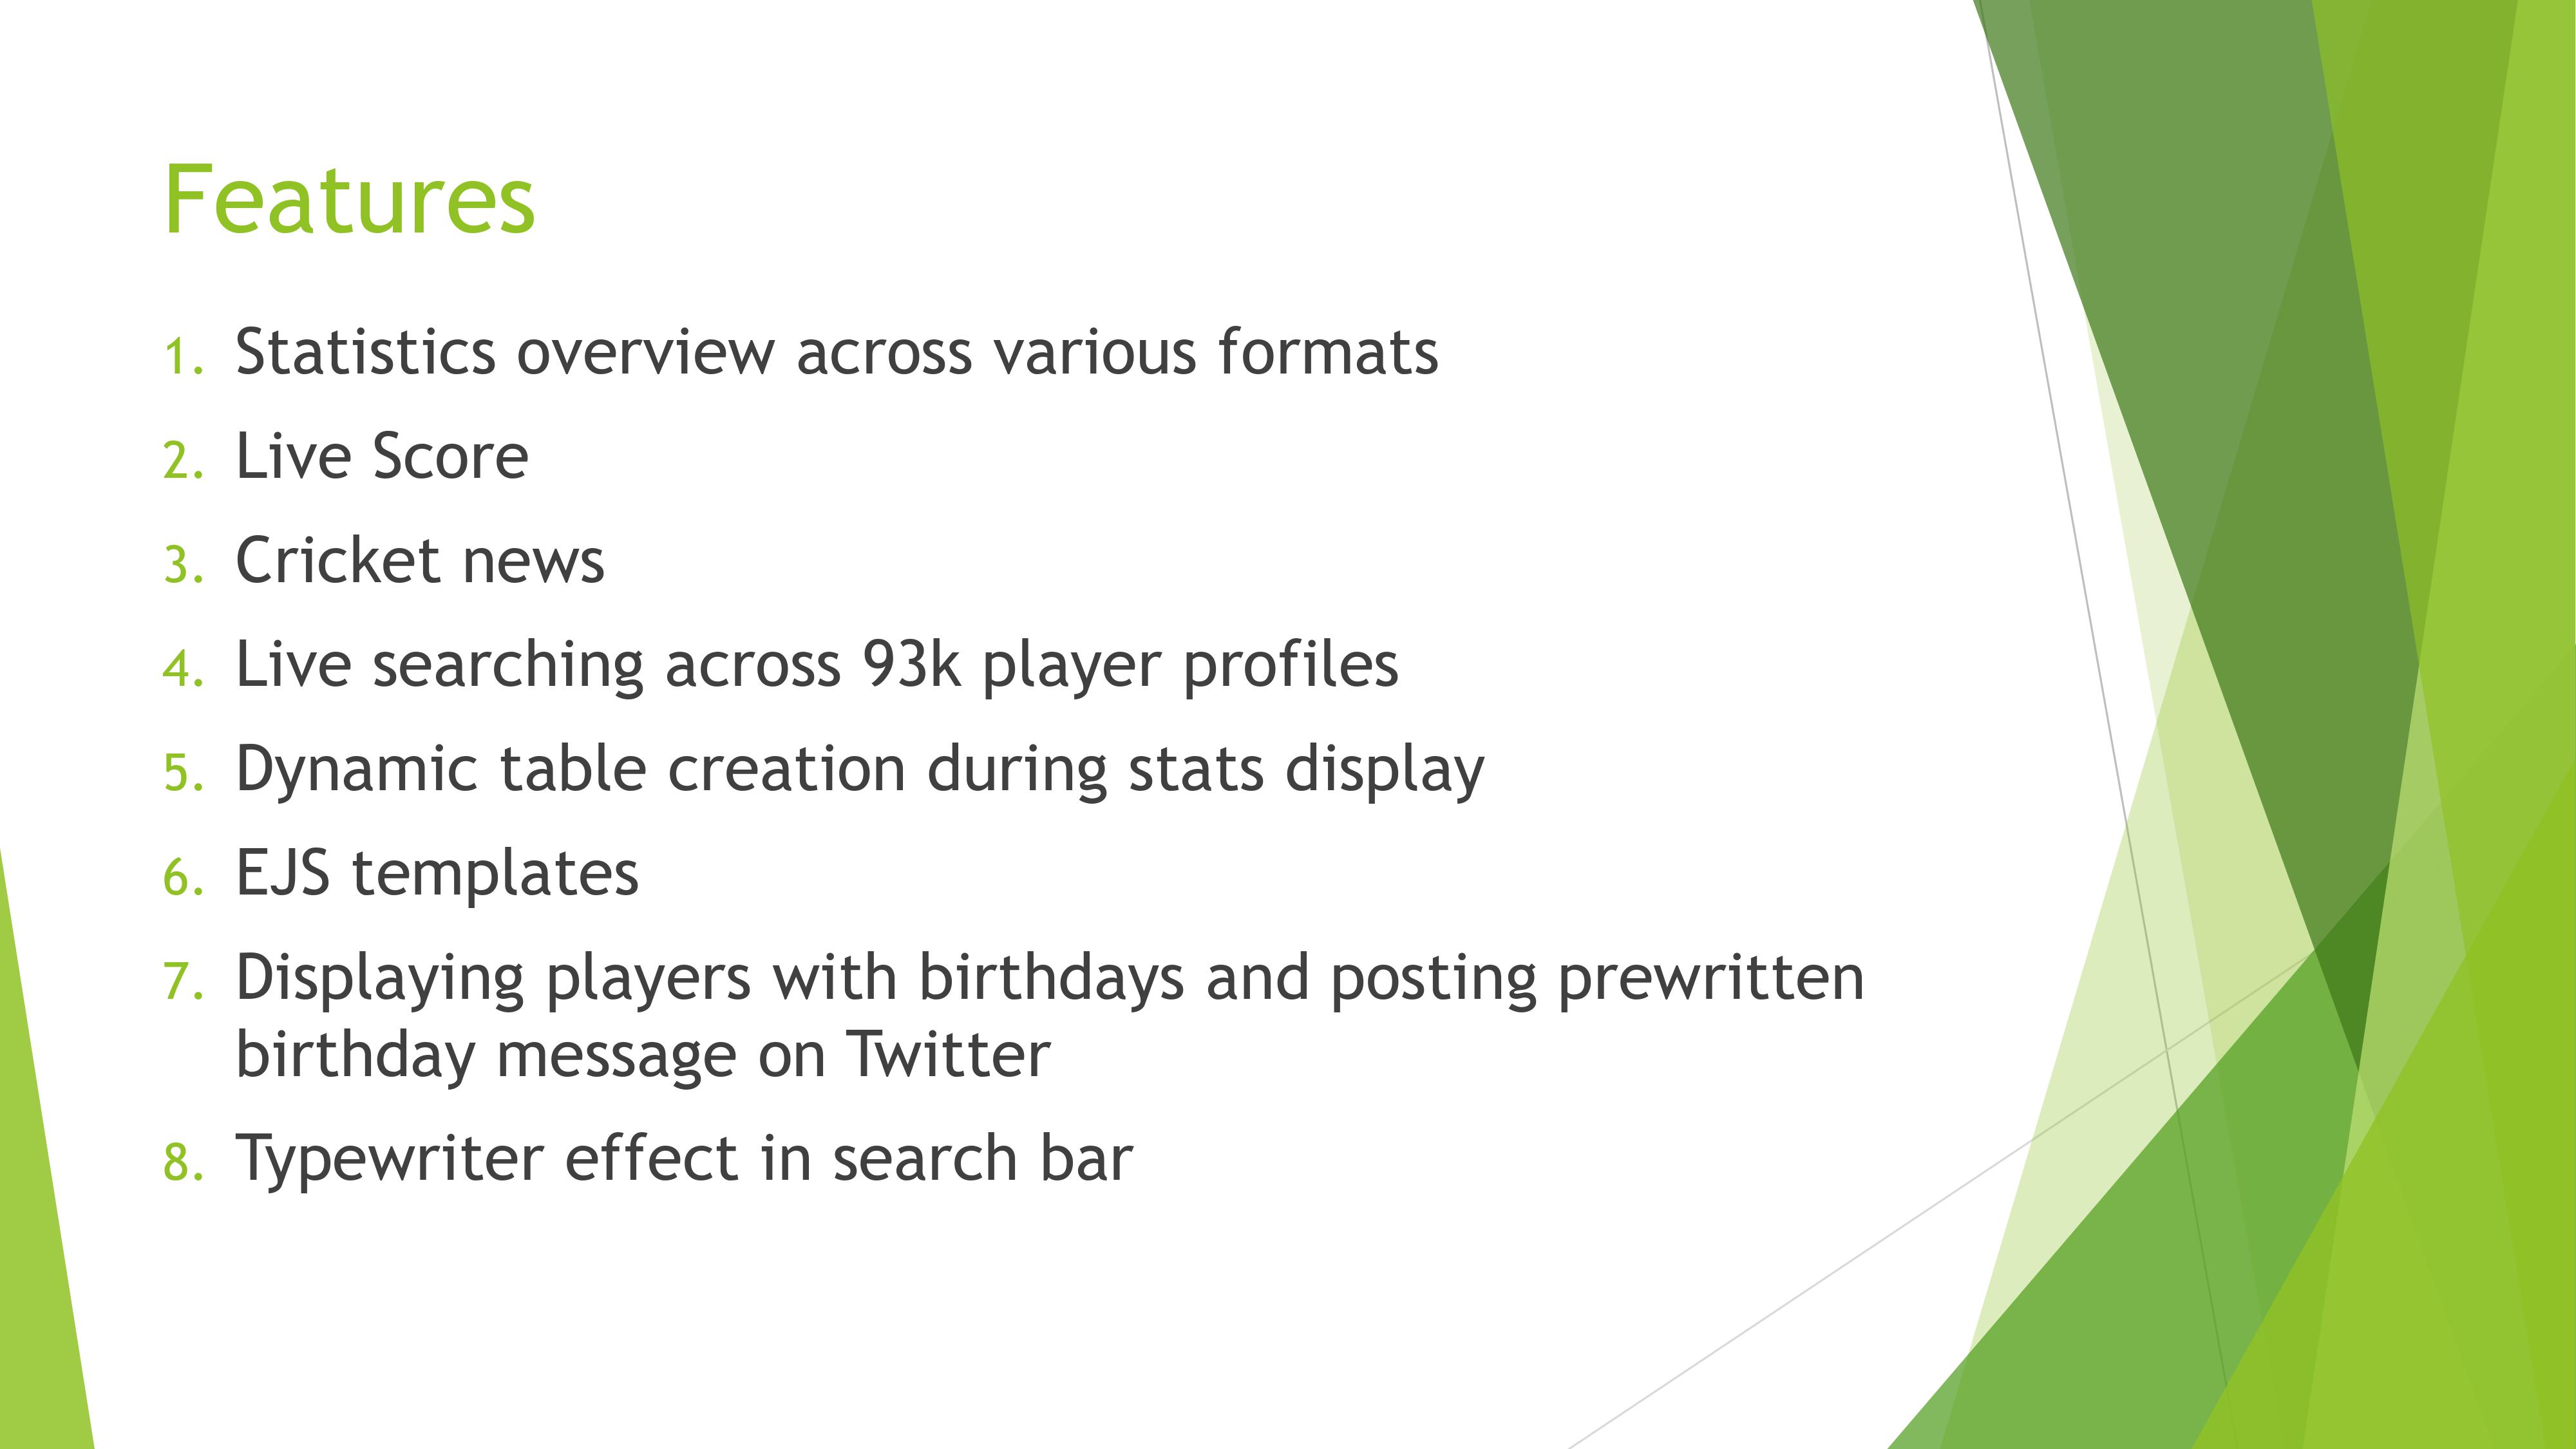 Features
1. Statistics overview across various formats
2. Live Score
3. Cricket news
4. Live searching across 93k player profiles
5. Dynamic table creation during stats display
6. EJS templates
7. Displaying players with birthdays and posting prewritten
birthday message on Twitter
8. Typewriter effect in search bar